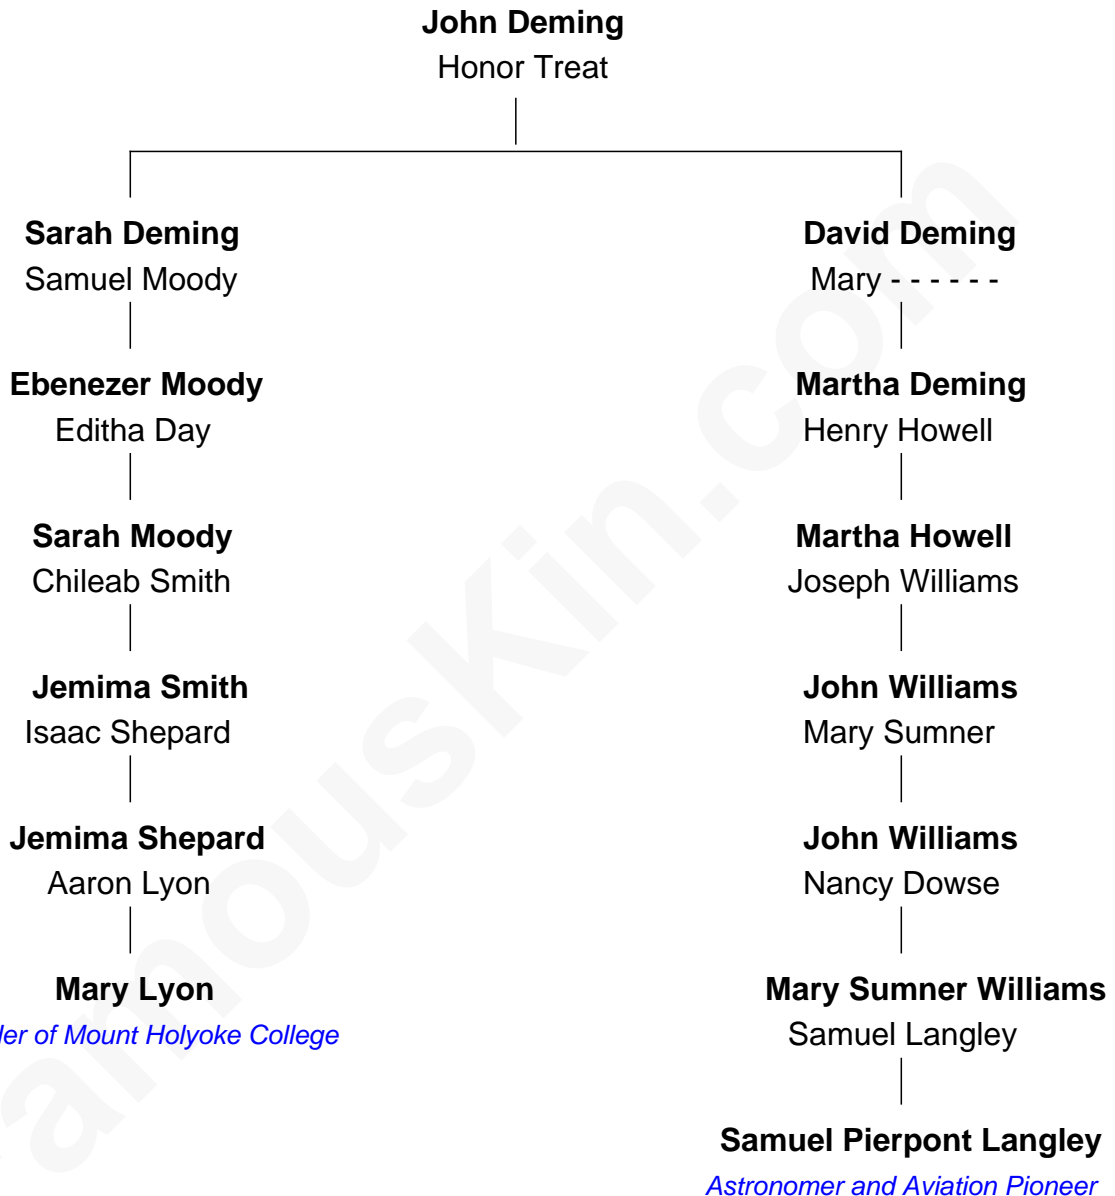 John Deming
Honor Treat
Sarah Deming
Samuel Moody
David Deming
Mary - - - - - -
Ebenezer Moody
Editha Day
Martha Deming
Henry Howell
Sarah Moody
Chileab Smith
Martha Howell
Joseph Williams
Jemima Smith
Isaac Shepard
John Williams
Mary Sumner
Jemima Shepard
Aaron Lyon
John Williams
Nancy Dowse
Mary Lyon
der of Mount Holyoke College
Mary Sumner Williams
Samuel Langley
Samuel Pierpont Langley
Astronomer and Aviation Pioneer
amouskin.com